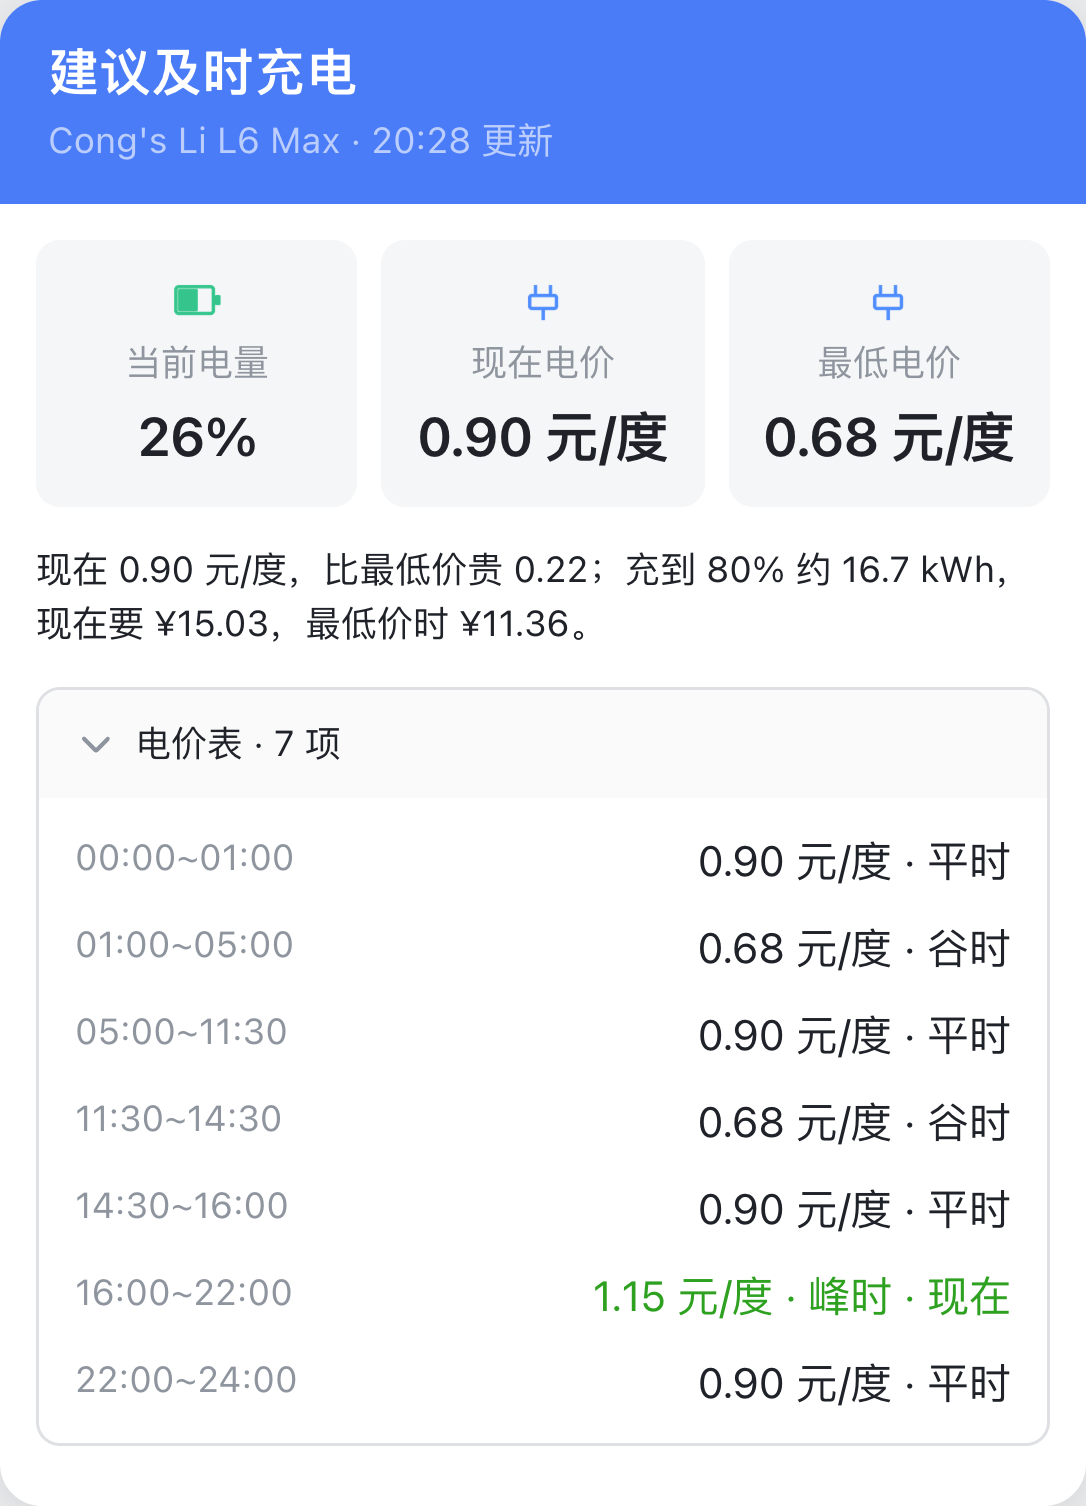 建议及时充电
Cong's Li L6 Max · 20:28 更新
当前电量
26%
现在电价
0.90 元/度
最低电价
0.68 元/度
现在 0.90 元/度，比最低价贵 0.22；充到 80% 约 16.7 kWh，
现在要 ¥15.03，最低价时 ¥11.36。
电价表 · 7 项
00:00~01:00 0.90 元/度 · 平时
01:00~05:00 0.68 元/度 · 谷时
05:00~11:30 0.90 元/度 · 平时
11:30~14:30 0.68 元/度 · 谷时
14:30~16:00 0.90 元/度 · 平时
16:00~22:00 1.15 元/度 · 峰时 · 现在
22:00~24:00 0.90 元/度 · 平时